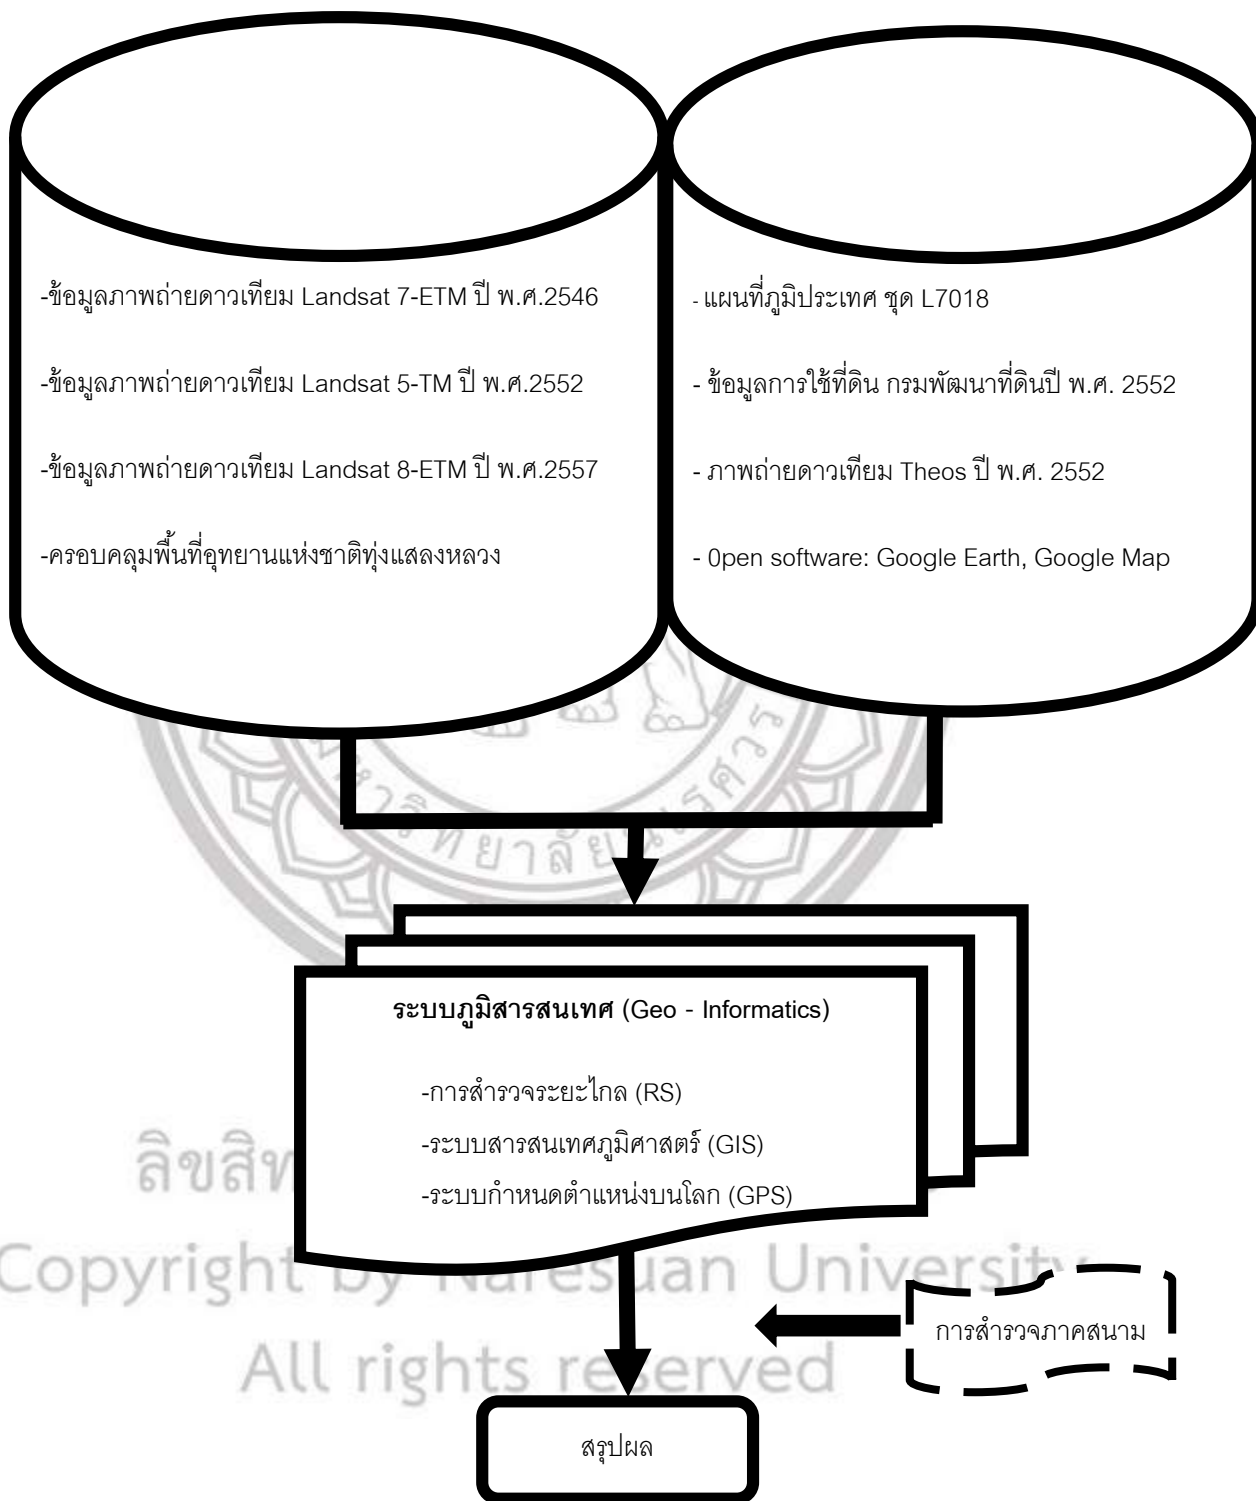 -ข้อมูลภาพถ่ายดาวเทียม Landsat 7-ETM ปี พ.ศ.2546
-ข้อมูลภาพถ่ายดาวเทียม Landsat 5-TM ปี พ.ศ.2552
-ข้อมูลภาพถ่ายดาวเทียม Landsat 8-ETM ปี พ.ศ.2557
-ครอบคลุมพื้นที่อุทยานแห่งชาติทุ่งแสลงหลวง
- แผนที่ภูมิประเทศ ชุด L7018
- ข้อมูลการใช้ที่ดิน กรมพัฒนาที่ดินปี พ.ศ. 2552
- ภาพถ่ายดาวเทียม Theos ปี พ.ศ. 2552
- 0pen software: Google Earth, Google Map
ระบบภูมิสารสนเทศ (Geo - Informatics)
-การสำรวจระยะไกล (RS)
-ระบบสารสนเทศภูมิศาสตร์ (GIS)
-ระบบกำหนดตำแหน่งบนโลก (GPS)
การสำรวจภาคสนาม
สรุปผล
Copyright by Naresuan University
All rights reserved